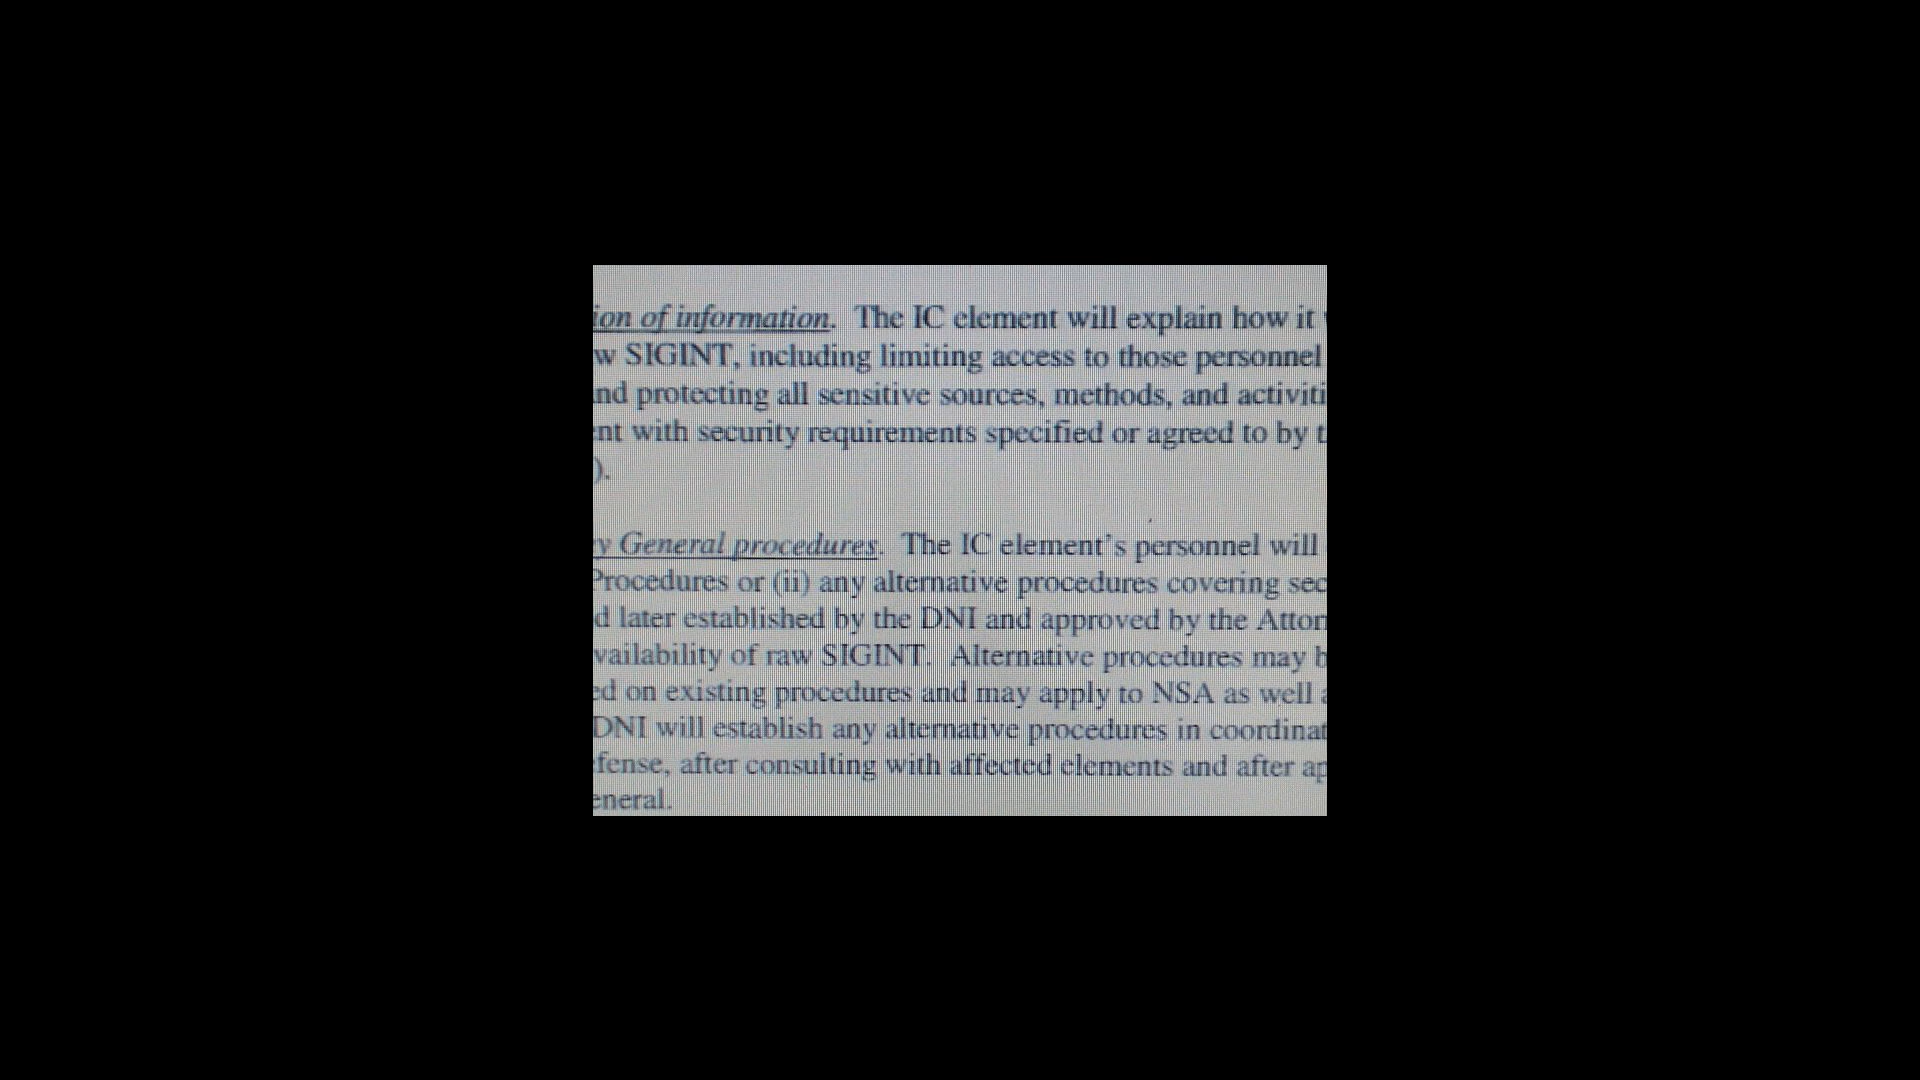 ion of information. The IC element will explain how it
w SIGINT, including limiting access to those personnel
nd protecting all sensitive sources, methods, and activiti
nt with security requirements specified or agreed to by t
).
y General procedures. The IC element's personnel will
Procedures or (ii) any alternative procedures covering sec
d later established by the DNI and approved by the Attor
vailability of raw SIGINT. Alternative procedures may b
ed on existing procedures and may apply to NSA as well a
DNI will establish any alternative procedures in coordinat
fense, after consulting with affected elements and after ap
eneral.